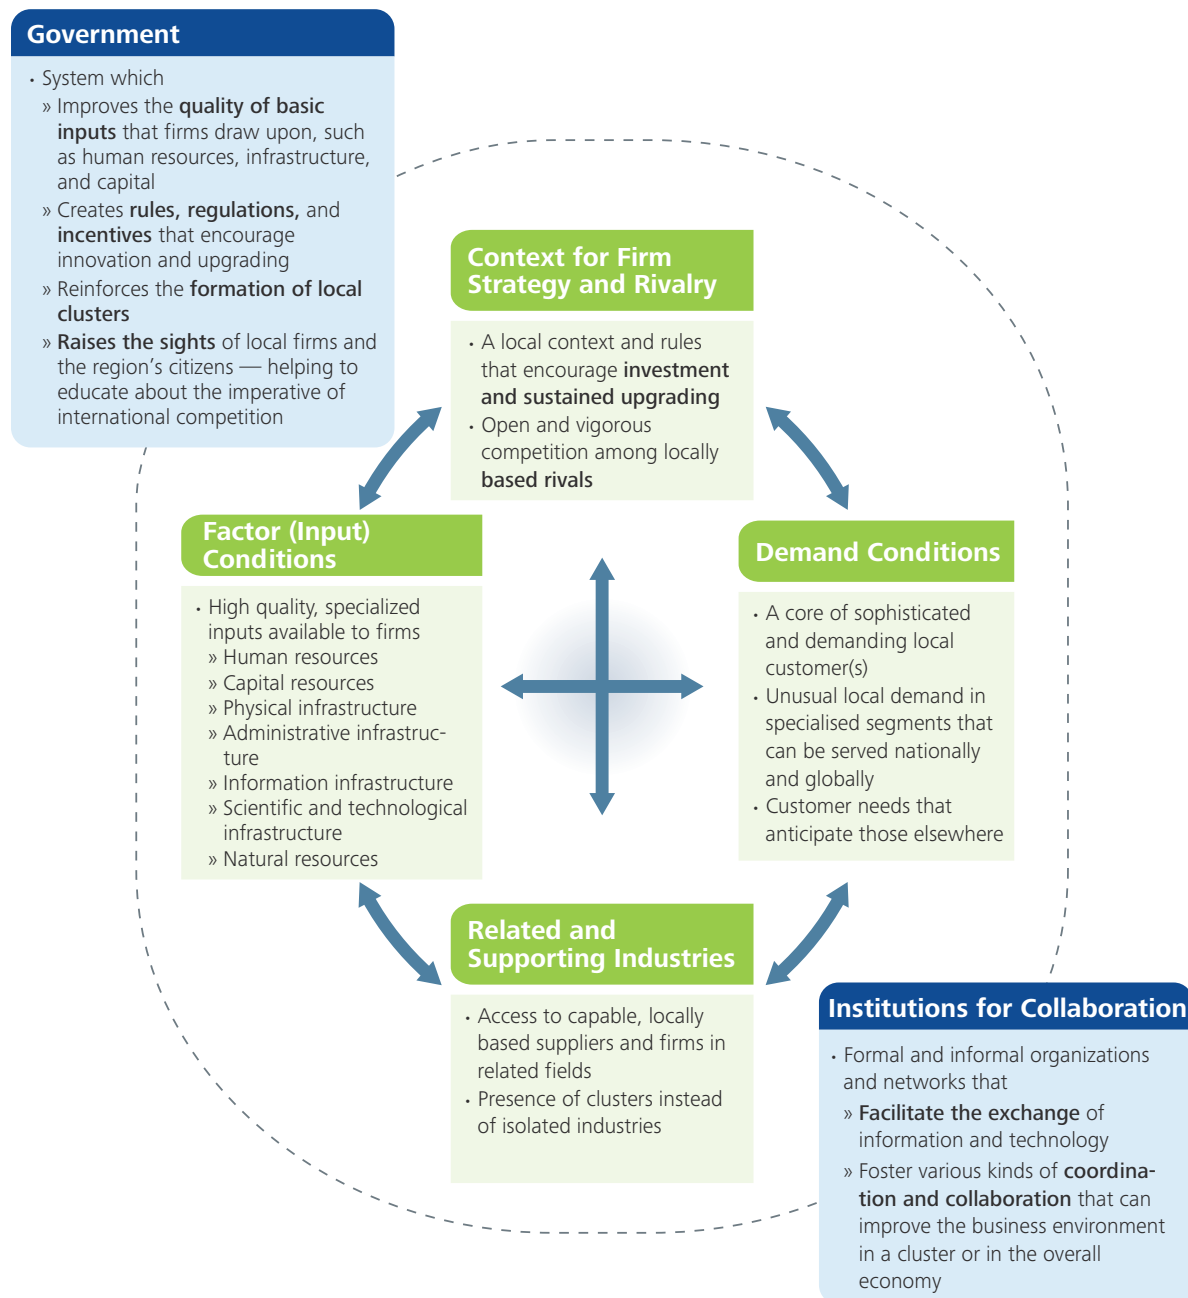 Government
· System which
» Improves the quality of basic
inputs that firms draw upon, such
as human resources, infrastructure,
and capital
» Creates rules, regulations, and
incentives that encourage
innovation and upgrading
» Reinforces the formation of local
clusters
» Raises the sights of local firms and
the region's citizens — helping to
educate about the imperative of
international competition
Context for Firm
Strategy and Rivalry
· A local context and rules
that encourage investment
and sustained upgrading
· Open and vigorous
competition among locally
based rivals
Factor (Input)
Conditions
· High quality, specialized
inputs available to firms
» Human resources
» Capital resources
» Physical infrastructure
» Administrative infrastruc-
ture
» Information infrastructure
» Scientific and technological
infrastructure
» Natural resources
Demand Conditions
· A core of sophisticated
and demanding local
customer(s)
· Unusual local demand in
specialised segments that
can be served nationally
and globally
· Customer needs that
anticipate those elsewhere
Related and
Supporting Industries
· Access to capable, locally
based suppliers and firms in
related fields
· Presence of clusters instead
of isolated industries
Institutions for Collaboration
· Formal and informal organizations
and networks that
» Facilitate the exchange of
information and technology
» Foster various kinds of coordina-
tion and collaboration that can
improve the business environment
in a cluster or in the overall
economy